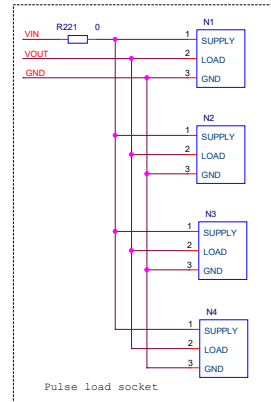 R221 0 N1
VIN 1 SUPPLY
VOUT 2 LOAD
GND 3 GND
N2
1 SUPPLY
2 LOAD
3 GND
N3
1 SUPPLY
2 LOAD
3 GND
N4
1 SUPPLY
2 LOAD
3 GND
Pulse load socket